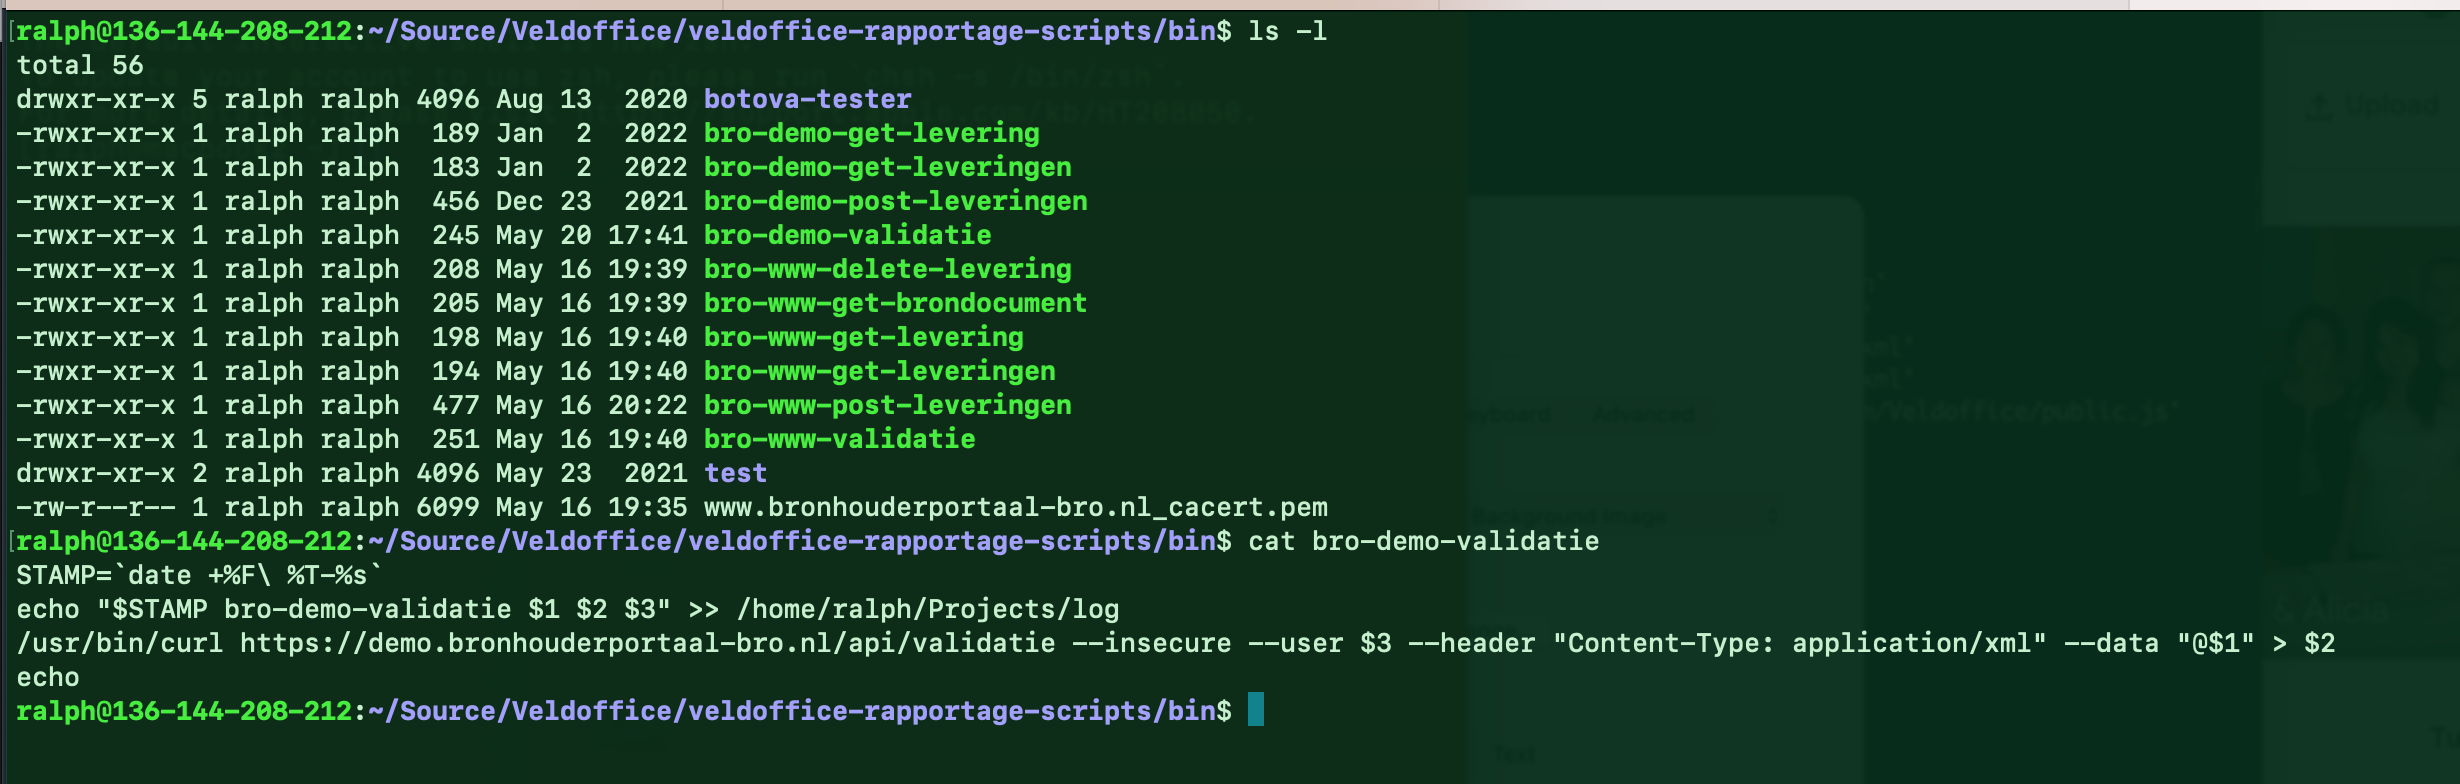 [ralph@136-144-208-212:~/Source/Veldoffice/veldoffice-rapportage-scripts/bin$ ls -l
total 56
drwxr-xr-x 5 ralph ralph 4096 Aug 13  2020 botova-tester
-rwxr-xr-x 1 ralph ralph  189 Jan  2  2022 bro-demo-get-levering
-rwxr-xr-x 1 ralph ralph  183 Jan  2  2022 bro-demo-get-leveringen
-rwxr-xr-x 1 ralph ralph  456 Dec 23  2021 bro-demo-post-leveringen
-rwxr-xr-x 1 ralph ralph  245 May 20 17:41 bro-demo-validatie
-rwxr-xr-x 1 ralph ralph  208 May 16 19:39 bro-www-delete-levering
-rwxr-xr-x 1 ralph ralph  205 May 16 19:39 bro-www-get-brondocument
-rwxr-xr-x 1 ralph ralph  198 May 16 19:40 bro-www-get-levering
-rwxr-xr-x 1 ralph ralph  194 May 16 19:40 bro-www-get-leveringen
-rwxr-xr-x 1 ralph ralph  477 May 16 20:22 bro-www-post-leveringen
-rwxr-xr-x 1 ralph ralph  251 May 16 19:40 bro-www-validatie
drwxr-xr-x 2 ralph ralph 4096 May 23  2021 test
-rw-r--r-- 1 ralph ralph 6099 May 16 19:35 www.bronhouderportaal-bro.nl_cacert.pem
[ralph@136-144-208-212:~/Source/Veldoffice/veldoffice-rapportage-scripts/bin$ cat bro-demo-validatie
STAMP=`date +%F\ %T-%s`
echo "$STAMP bro-demo-validatie $1 $2 $3" >> /home/ralph/Projects/log
/usr/bin/curl https://demo.bronhouderportaal-bro.nl/api/validatie --insecure --user $3 --header "Content-Type: application/xml" --data "@$1" > $2
echo
ralph@136-144-208-212:~/Source/Veldoffice/veldoffice-rapportage-scripts/bin$
Upload
Advanced
Background Image
/Veldoffice/public.js`
& Alicia
Text